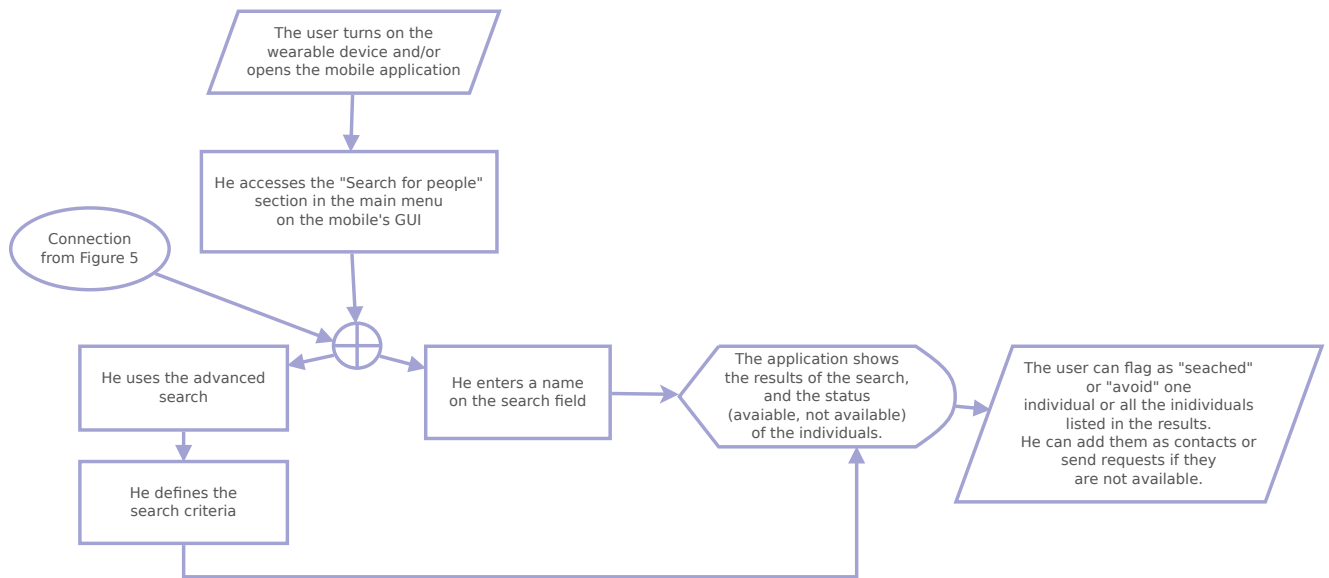 The user turns on the
wearable device and/or
opens the mobile application
He accesses the "Search for people"
section in the main menu
on the mobile's GUI
Connection
from Figure 5
He uses the advanced
search
He enters a name
on the search field
The application shows
the results of the search,
and the status
(avaiable, not available)
of the individuals.
The user can flag as "seached"
or "avoid" one
individual or all the inidividuals
listed in the results.
He can add them as contacts or
send requests if they
are not available.
He defines the
search criteria